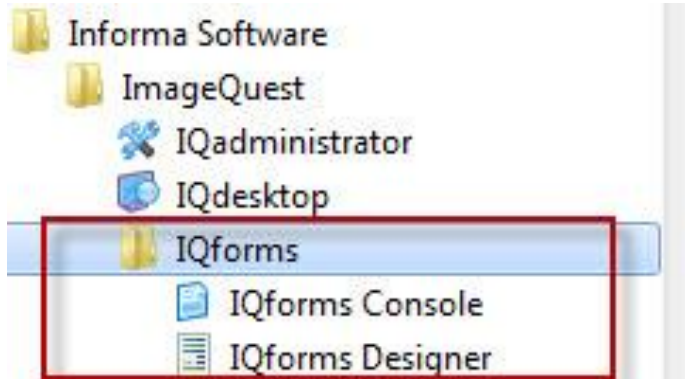 Informa Software
ImageQuest
IQadministrator
IQdesktop
IQforms
IQforms Console
IQforms Designer